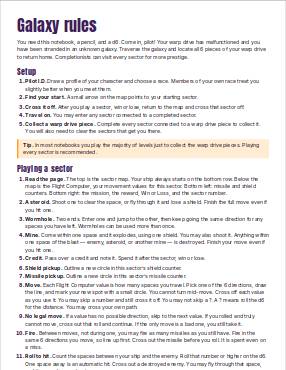 Galaxy rules
You need this notebook, a pencil, and a d6. Come in, pilot! Your warp drive has malfunctioned and you
have been stranded in an unknown galaxy. Traverse the galaxy and locate all 6 pieces of your warp drive
to return home. Completionists can visit every sector for more prestige.
Setup
1. Pilot I.D. Draw a profile of your character and choose a race. Members of your own race treat you
slightly better when you meet them.
2. Find your start. Small arrow on the map points to your starting sector.
3. Cross it off. After you play a sector, win or lose, return to the map and cross that sector off.
4. Travel on. You may enter any sector connected to a completed sector.
5. Collect a warp drive piece. Complete every sector connected to a warp drive piece to collect it.
You will also need to clear the sectors that get you there.
Tip. In most notebooks you play the majority of levels just to collect the warp drive pieces. Playing
every sector is recommended.
Playing a sector
1. Read the page. The top is the sector map. Your ship always starts on the bottom row. Below the
map is the Flight Computer, your movement values for this sector. Bottom left: missile and shield
counters. Bottom right: the mission, the reward, Win or Loss, and the sector number.
2. Asteroid. Shoot one to clear the space, or fly through it and lose a shield. Finish the full move even if
you hit one.
3. Wormhole. Two ends. Enter one and jump to the other, then keep going the same direction for any
spaces you have left. Wormholes can be used more than once.
4. Mine. Come within one space and it explodes, using one shield. You may also shoot it. Anything within
one space of the blast — enemy, asteroid, or another mine — is destroyed. Finish your move even if
you hit one.
5. Credit. Pass over a credit and note it. Spend it after the sector, win or lose.
6. Shield pickup. Outline a new circle in this sector's shield counter.
7. Missile pickup. Outline a new circle in this sector's missile counter.
8. Move. Each Flight Computer value is how many spaces you travel. Pick one of the 6 directions, draw
the line, and mark your new spot with a small circle. You cannot turn mid-move. Cross off each value
as you use it. You may skip a number and still cross it off. You may not skip a ?. A ? means roll the d6
for the distance. You may cross your own path.
9. No legal move. If a value has no possible direction, skip to the next value. If you rolled and truly
cannot move, cross that roll and continue. If the only move is a bad one, you still take it.
10. Fire. Before a move, not during one, you may fire as many missiles as you still have. Fire in the
same 6 directions you move, so line up first. Cross out the missile before you roll. It is spent even on
a miss.
11. Roll to hit. Count the spaces between your ship and the enemy. Roll that number or higher on the d6.
One space away is an automatic hit. Cross out a destroyed enemy. You may fly through that space,